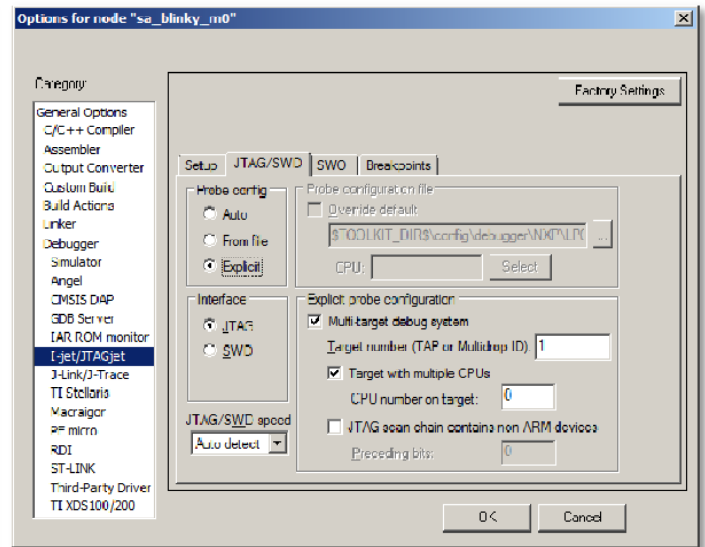 Options for node "sa_blinky_m0"
Category:
Factory Settings
General Options
C/C++ Compiler
Assembler
Output Converter
Custom Build
Build Actions
Linker
Debugger
Simulator
Angel
CMSIS DAP
GDB Server
IAR ROM monitor
I-jet/JTAGjet
J-Link/J-Trace
TI Stellaris
Macraigor
PE micro
RDI
ST-LINK
Third-Party Driver
TI XDS100/200
Setup JTAG/SWD SWO Breakpoints
Probe config
Auto
From file
Explicit
Probe configuration file
Override default
$TOOLKIT_DIR$\config\debugger\NXP\LPC ...
CPU: Select
Interface
JTAG
SWD
JTAG/SWD speed
Auto detect
Explicit probe configuration
Multi-target debug system
Target number (TAP or Multidrop ID): 1
Target with multiple CPUs
CPU number on target: 0
JTAG scan chain contains non ARM devices
Preceding bits: 0
OK Cancel